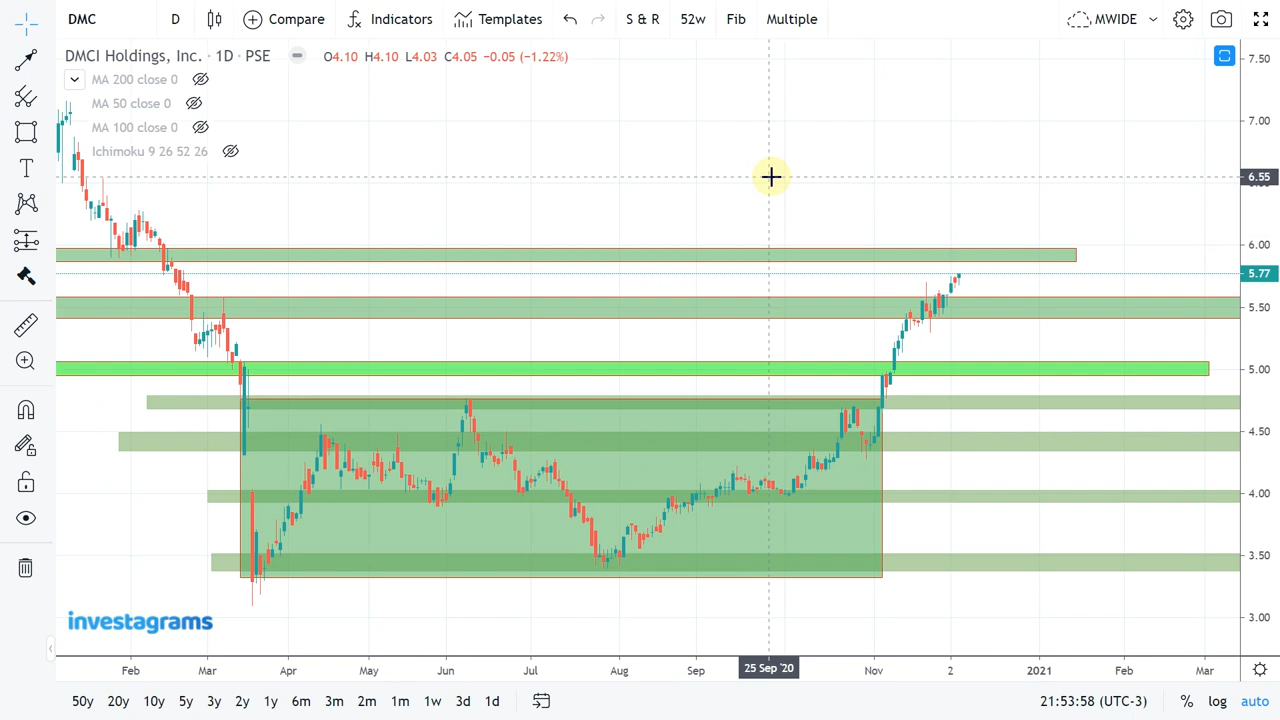 DMC D Compare Indicators Templates S & R 52w Fib Multiple MWIDE
DMCI Holdings, Inc. · 1D · PSE O4.10 H4.10 L4.03 C4.05 −0.05 (−1.22%)
MA 200 close 0
MA 50 close 0
MA 100 close 0
Ichimoku 9 26 52 26
7.50
7.00
6.55
6.00
5.77
5.50
5.00
4.50
4.00
3.50
3.00
investagrams
Feb Mar Apr May Jun Jul Aug Sep 25 Sep '20 Nov 2 2021 Feb Mar
50y 20y 10y 5y 3y 2y 1y 6m 3m 2m 1m 1w 3d 1d 21:53:58 (UTC-3) % log auto